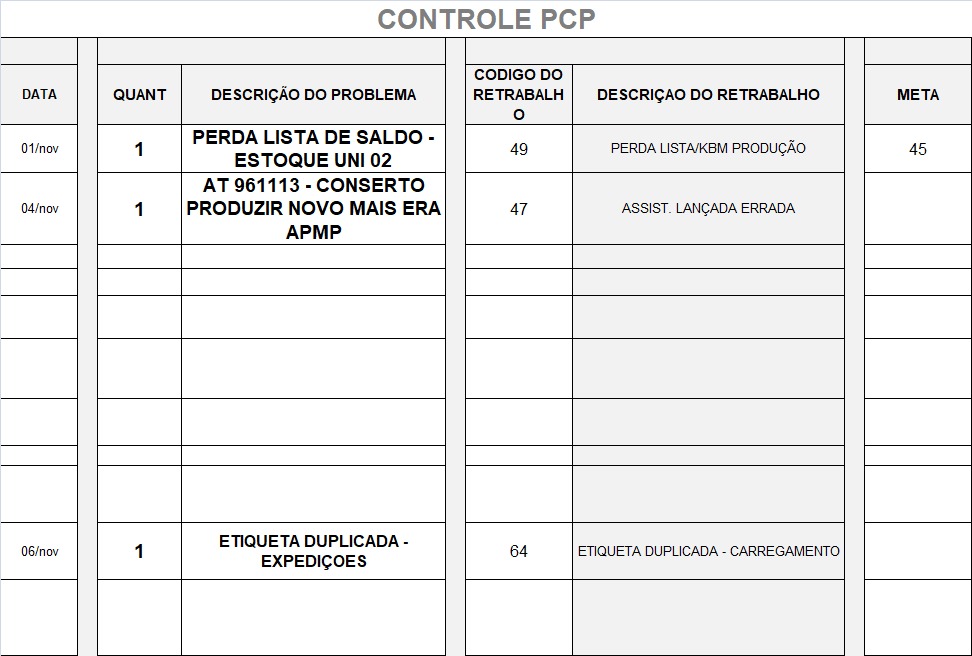 CONTROLE PCP
DATA
QUANT
DESCRIÇÃO DO PROBLEMA
CODIGO DO
RETRABALH
O
DESCRIÇAO DO RETRABALHO
META
01/nov
1
PERDA LISTA DE SALDO -
ESTOQUE UNI 02
49
PERDA LISTA/KBM PRODUÇÃO
45
04/nov
1
AT 961113 - CONSERTO
PRODUZIR NOVO MAIS ERA
APMP
47
ASSIST. LANÇADA ERRADA
06/nov
1
ETIQUETA DUPLICADA -
EXPEDIÇOES
64
ETIQUETA DUPLICADA - CARREGAMENTO